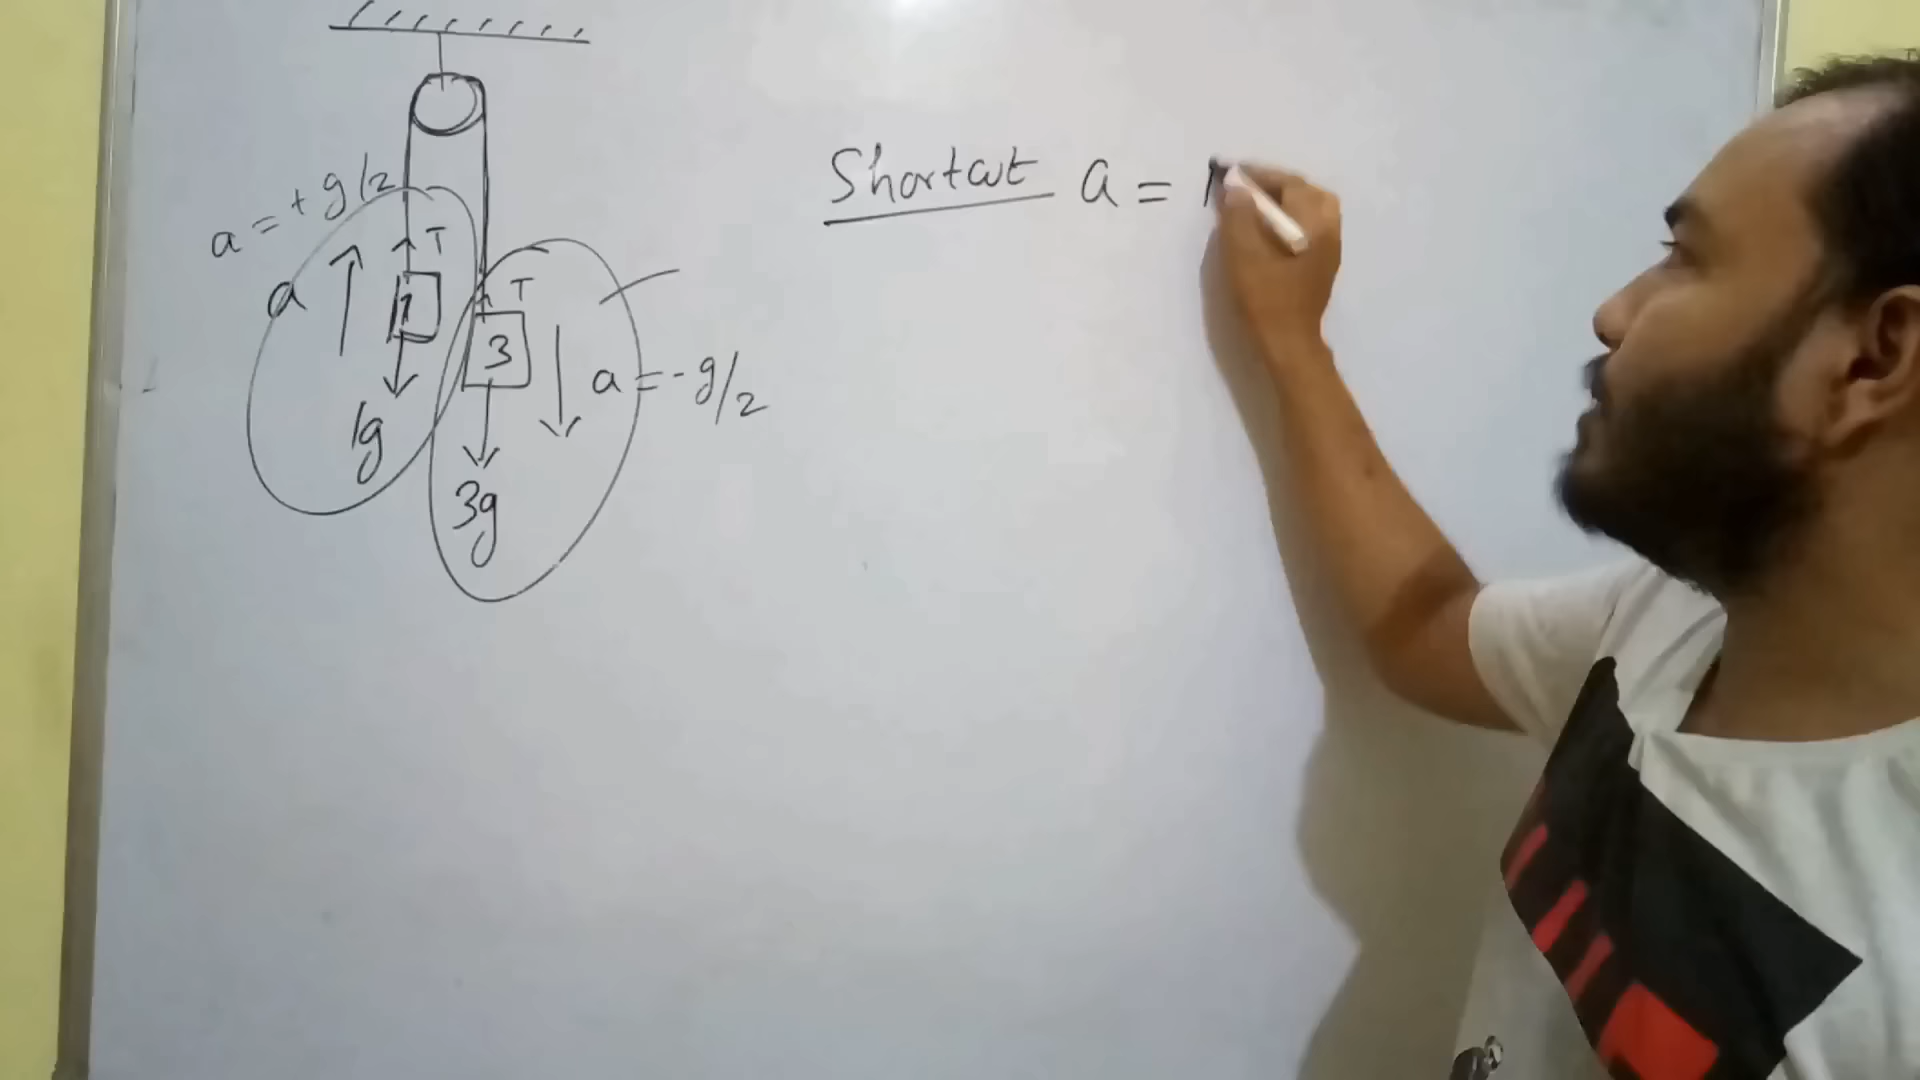 Shortcut a =
a = + g/2
T
a
1
T
3
a = - g/2
1g
3g